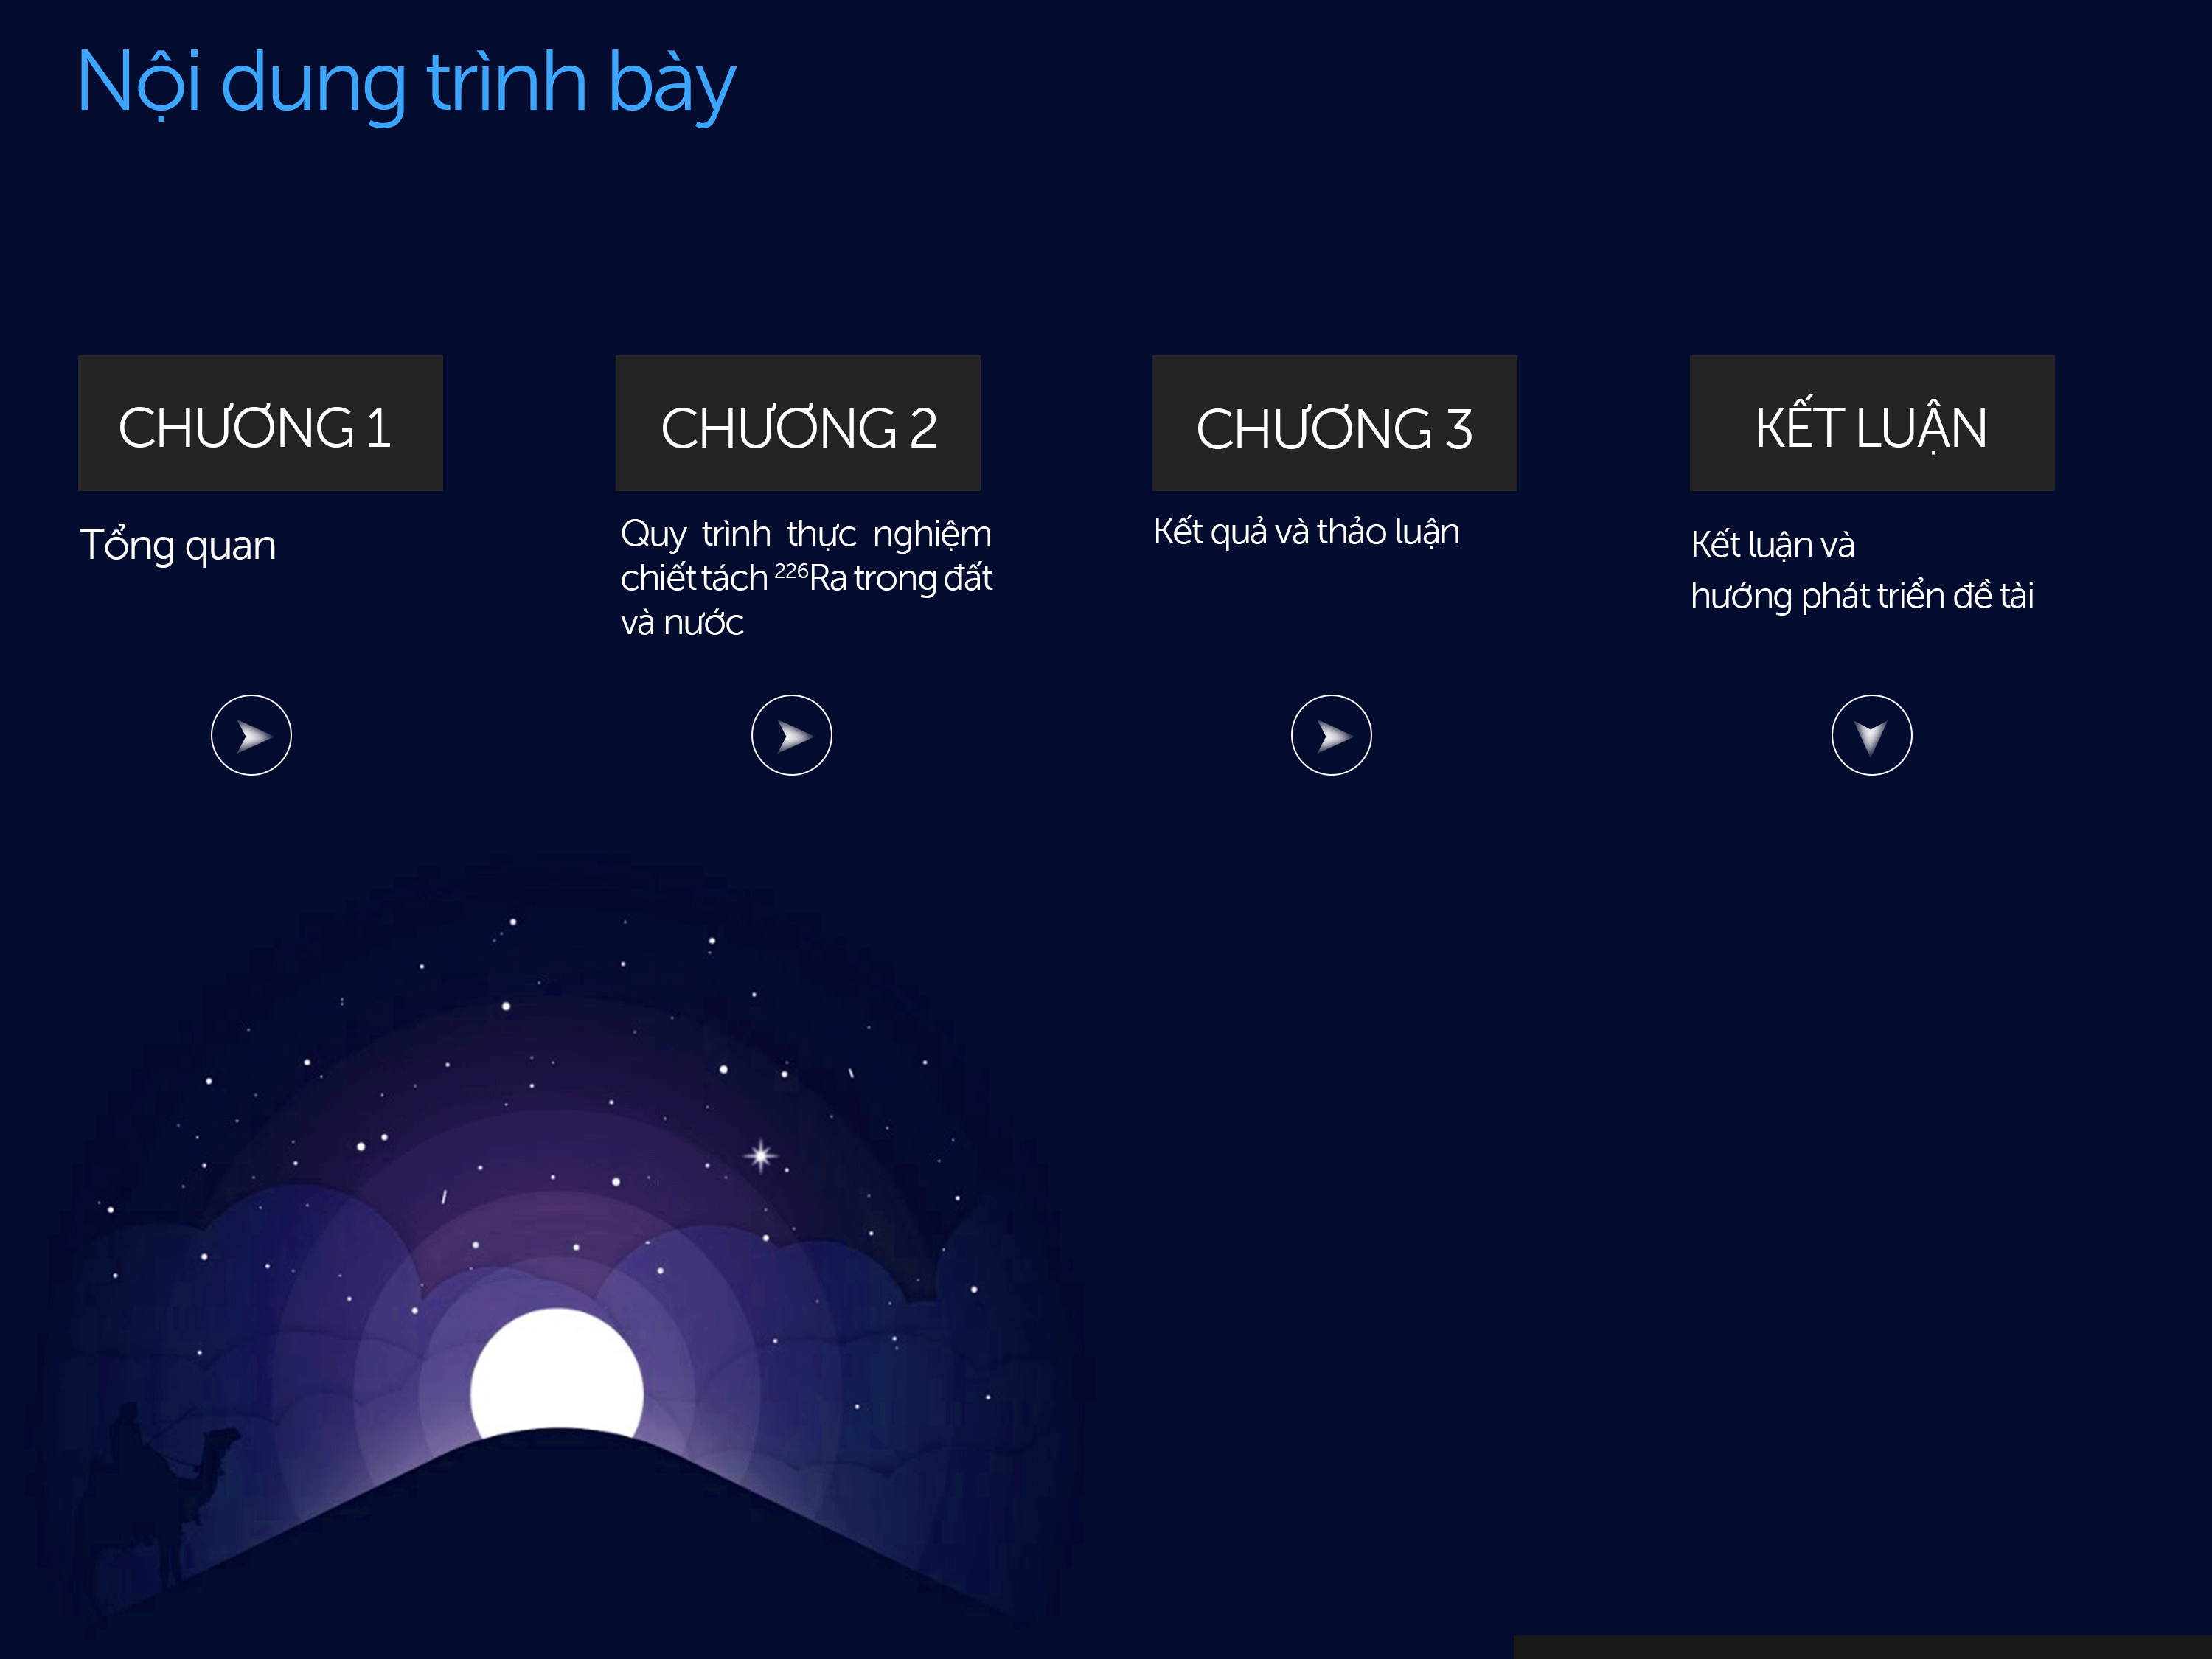 Nội dung trình bày
CHƯƠNG 1
Tổng quan
CHƯƠNG 2
Quy trình thực nghiệm
chiết tách ²²⁶Ra trong đất
và nước
CHƯƠNG 3
Kết quả và thảo luận
KẾT LUẬN
Kết luận và
hướng phát triển đề tài